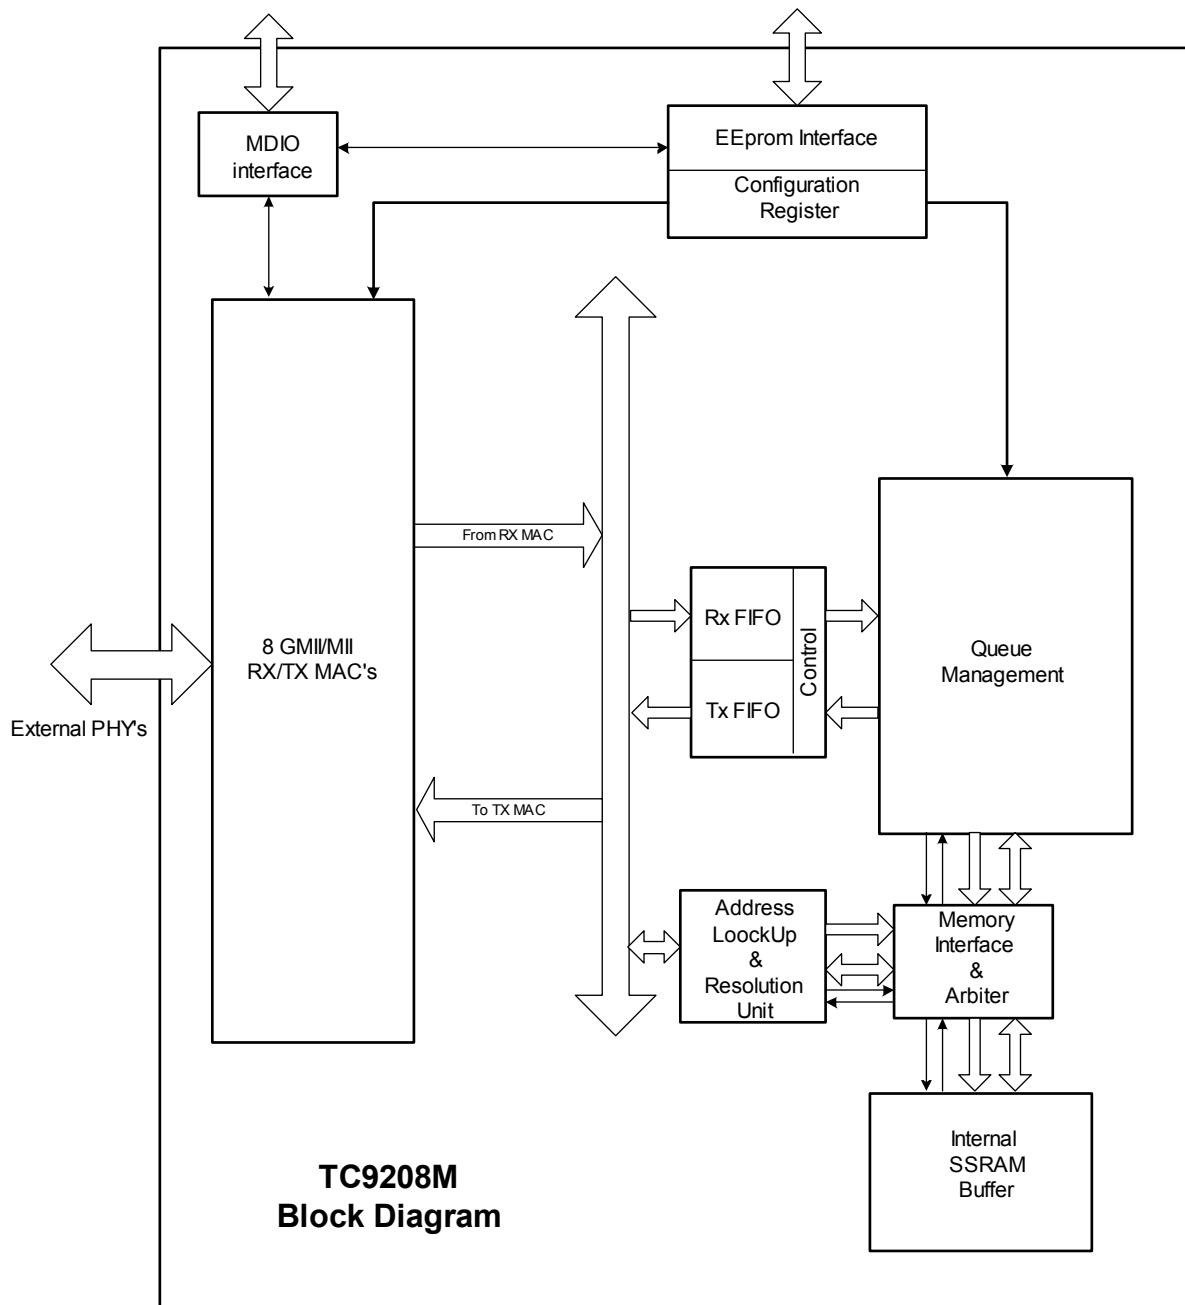 MDIO
interface
EEprom Interface
Configuration
Register
From RX MAC
8 GMII/MII
RX/TX MAC's
External PHY's
Rx FIFO
Tx FIFO
Control
Queue
Management
To TX MAC
Address
LoockUp
&
Resolution
Unit
Memory
Interface
&
Arbiter
Internal
SSRAM
Buffer
TC9208M
Block Diagram